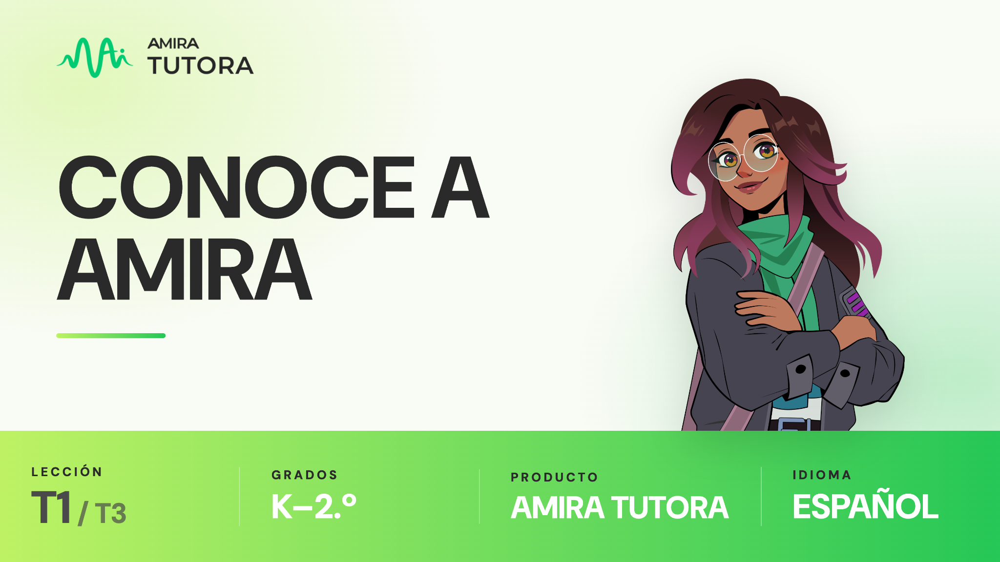 AMIRA
TUTORA
CONOCE A
AMIRA
LECCIÓN
T1 / T3
GRADOS
K–2.º
PRODUCTO
AMIRA TUTORA
IDIOMA
ESPAÑOL